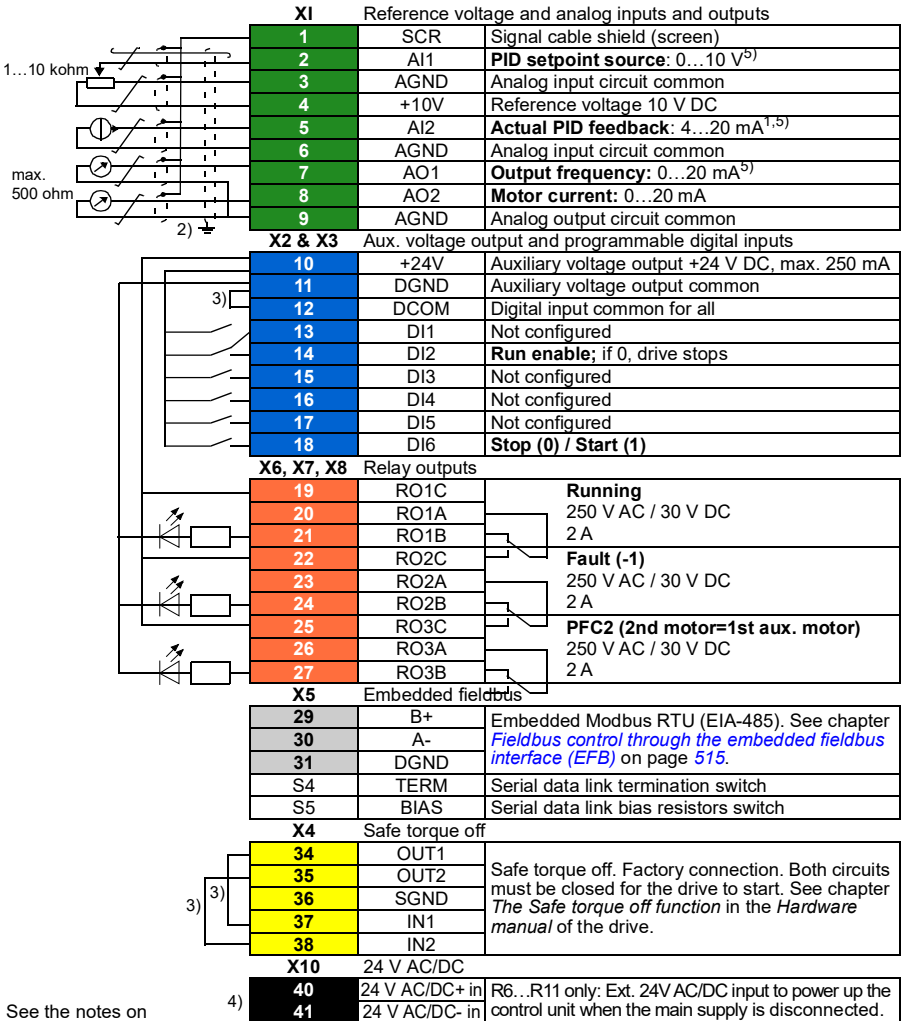 XI Reference voltage and analog inputs and outputs
1 SCR Signal cable shield (screen)
2 AI1 PID setpoint source: 0…10 V5)
1…10 kohm
3 AGND Analog input circuit common
4 +10V Reference voltage 10 V DC
5 AI2 Actual PID feedback: 4…20 mA1,5)
6 AGND Analog input circuit common
max.
500 ohm
7 AO1 Output frequency: 0…20 mA5)
8 AO2 Motor current: 0…20 mA
9 AGND Analog output circuit common
2)
X2 & X3 Aux. voltage output and programmable digital inputs
10 +24V Auxiliary voltage output +24 V DC, max. 250 mA
11 DGND Auxiliary voltage output common
3)
12 DCOM Digital input common for all
13 DI1 Not configured
14 DI2 Run enable; if 0, drive stops
15 DI3 Not configured
16 DI4 Not configured
17 DI5 Not configured
18 DI6 Stop (0) / Start (1)
X6, X7, X8 Relay outputs
19 RO1C Running
20 RO1A 250 V AC / 30 V DC
21 RO1B 2 A
22 RO2C Fault (-1)
23 RO2A 250 V AC / 30 V DC
24 RO2B 2 A
25 RO3C PFC2 (2nd motor=1st aux. motor)
26 RO3A 250 V AC / 30 V DC
27 RO3B 2 A
X5 Embedded fieldbus
29 B+ Embedded Modbus RTU (EIA-485). See chapter
30 A- Fieldbus control through the embedded fieldbus
31 DGND interface (EFB) on page 515.
S4 TERM Serial data link termination switch
S5 BIAS Serial data link bias resistors switch
X4 Safe torque off
34 OUT1 Safe torque off. Factory connection. Both circuits
35 OUT2 must be closed for the drive to start. See chapter
36 SGND The Safe torque off function in the Hardware
37 IN1 manual of the drive.
38 IN2
3)
3)
X10 24 V AC/DC
40 24 V AC/DC+ in R6…R11 only: Ext. 24V AC/DC input to power up the
41 24 V AC/DC- in control unit when the main supply is disconnected.
4)
See the notes on